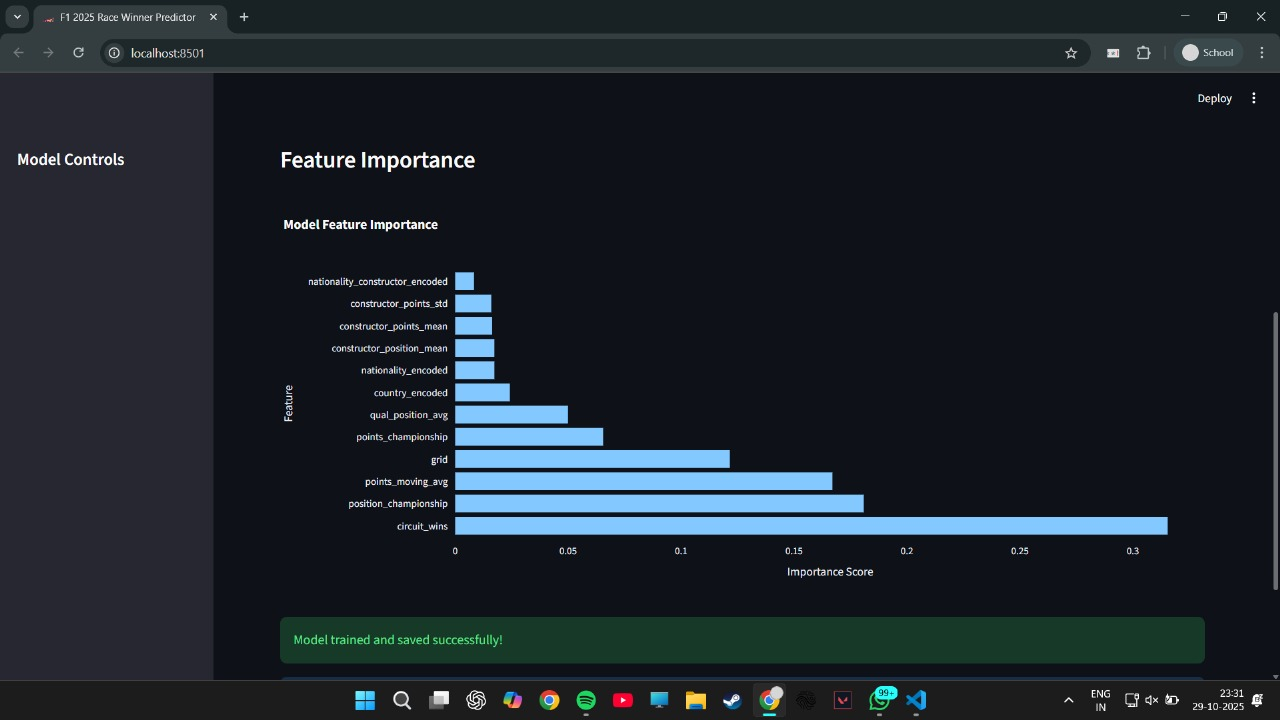 F1 2025 Race Winner Predictor
localhost:8501
School
Deploy
Model Controls
Feature Importance
Model Feature Importance
nationality_constructor_encoded
constructor_points_std
constructor_points_mean
constructor_position_mean
nationality_encoded
country_encoded
qual_position_avg
points_championship
grid
points_moving_avg
position_championship
circuit_wins
Feature
0 0.05 0.1 0.15 0.2 0.25 0.3
Importance Score
Model trained and saved successfully!
99+
ENG
IN
23:31
29-10-2025